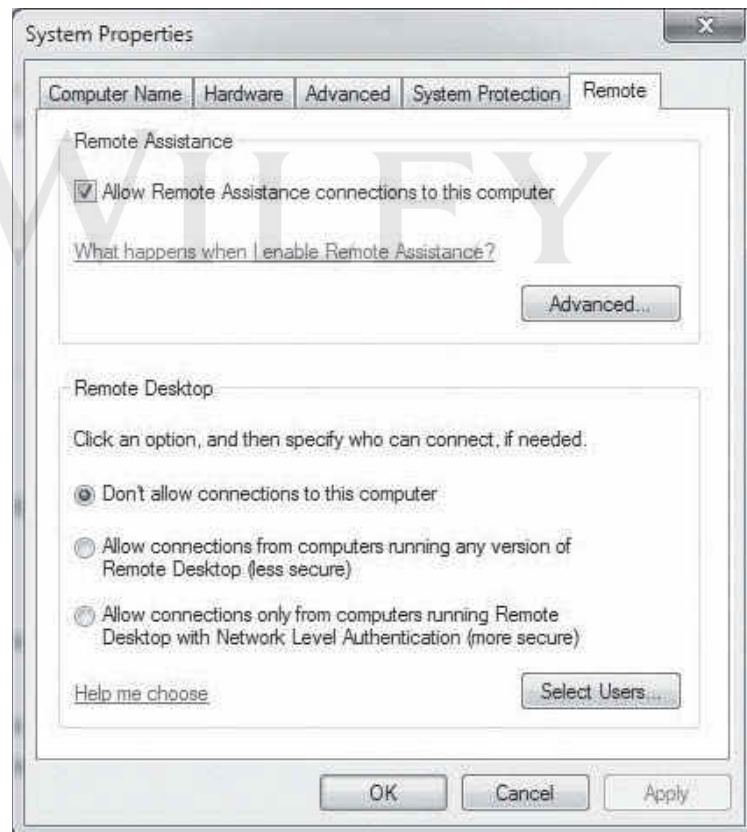 System Properties
X
Computer Name
Hardware
Advanced
System Protection
Remote
WILEY
Remote Assistance
Allow Remote Assistance connections to this computer
What happens when I enable Remote Assistance?
Advanced...
Remote Desktop
Click an option, and then specify who can connect, if needed.
Don't allow connections to this computer
Allow connections from computers running any version of
Remote Desktop (less secure)
Allow connections only from computers running Remote
Desktop with Network Level Authentication (more secure)
Help me choose
Select Users...
OK
Cancel
Apply